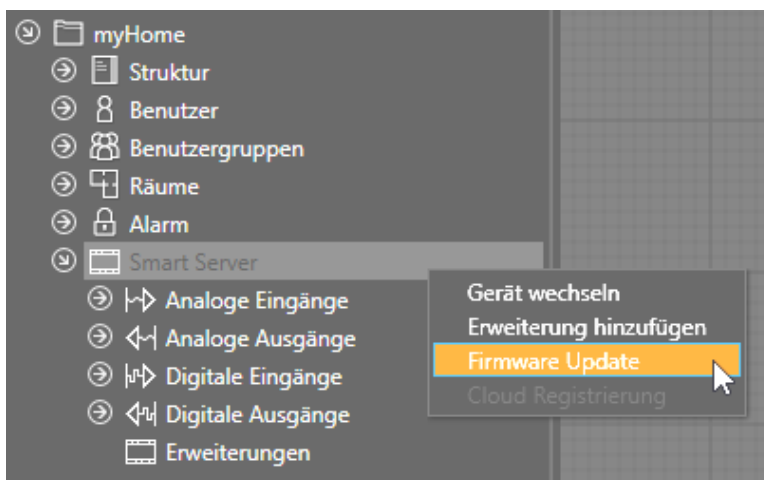 myHome
Struktur
Benutzer
Benutzergruppen
Räume
Alarm
Smart Server
Analoge Eingänge
Analoge Ausgänge
Digitale Eingänge
Digitale Ausgänge
Erweiterungen
Gerät wechseln
Erweiterung hinzufügen
Firmware Update
Cloud Registrierung